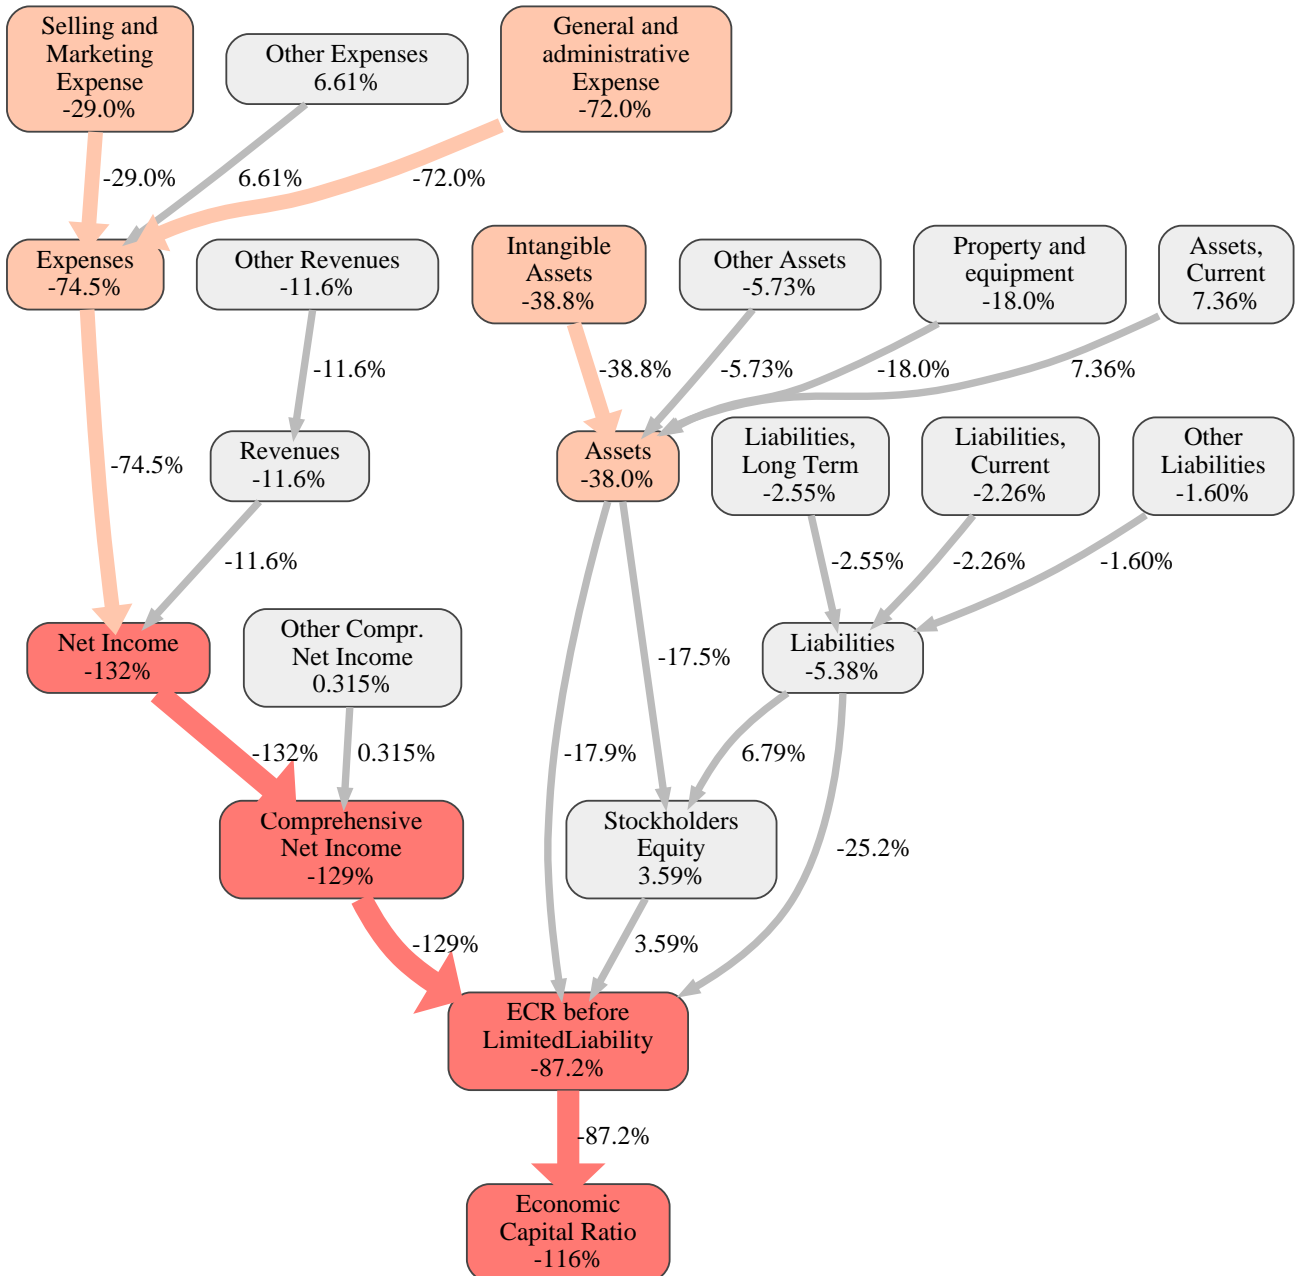 Selling and
Marketing
Expense
-29.0%
Other Expenses
6.61%
General and
administrative
Expense
-72.0%
-29.0%
6.61%
-72.0%
Expenses
-74.5%
Other Revenues
-11.6%
Intangible
Assets
-38.8%
Other Assets
-5.73%
Property and
equipment
-18.0%
Assets,
Current
7.36%
-11.6%
-38.8%
-5.73%
-18.0%
7.36%
-74.5%
Revenues
-11.6%
Assets
-38.0%
Liabilities,
Long Term
-2.55%
Liabilities,
Current
-2.26%
Other
Liabilities
-1.60%
-11.6%
-2.55%
-2.26%
-1.60%
Net Income
-132%
Other Compr.
Net Income
0.315%
-17.5%
Liabilities
-5.38%
-132%
0.315%
-17.9%
6.79%
Comprehensive
Net Income
-129%
Stockholders
Equity
3.59%
-25.2%
-129%
3.59%
ECR before
LimitedLiability
-87.2%
-87.2%
Economic
Capital Ratio
-116%